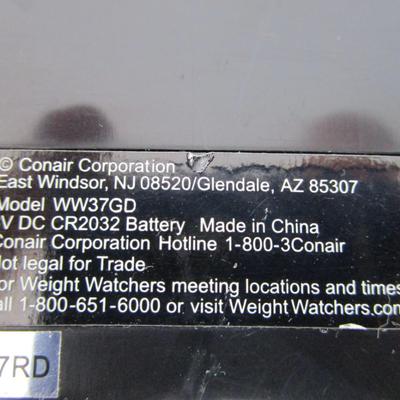 © Conair Corporation
East Windsor, NJ 08520/Glendale, AZ 85307
Model WW37GD
V DC CR2032 Battery Made in China
Conair Corporation Hotline 1-800-3Conair
Not legal for Trade
or Weight Watchers meeting locations and times
all 1-800-651-6000 or visit WeightWatchers.com
7RD